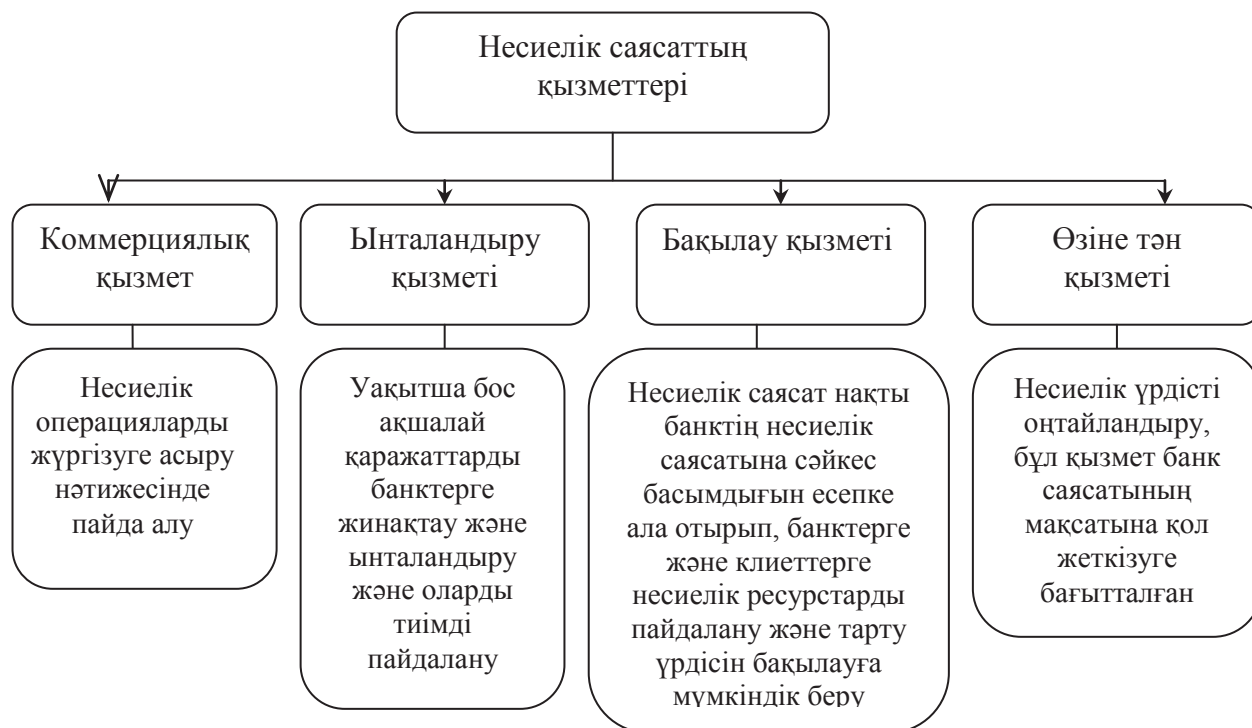 Несиелік саясаттың
қызметтері
Коммерциялық
қызмет
Ынталандыру
қызметі
Бақылау қызметі
Өзіне тән
қызметі
Несиелік
операцияларды
жүргізуге асыру
нәтижесінде
пайда алу
Уақытша бос
ақшалай
қаражаттарды
банктерге
жинақтау және
ынталандыру
және оларды
тиімді
пайдалану
Несиелік саясат нақты
банктің несиелік
саясатына сәйкес
басымдығын есепке
ала отырып, банктерге
және клиеттерге
несиелік ресурстарды
пайдалану және тарту
үрдісін бақылауға
мүмкіндік беру
Несиелік үрдісті
оңтайландыру,
бұл қызмет банк
саясатының
мақсатына қол
жеткізуге
бағытталған